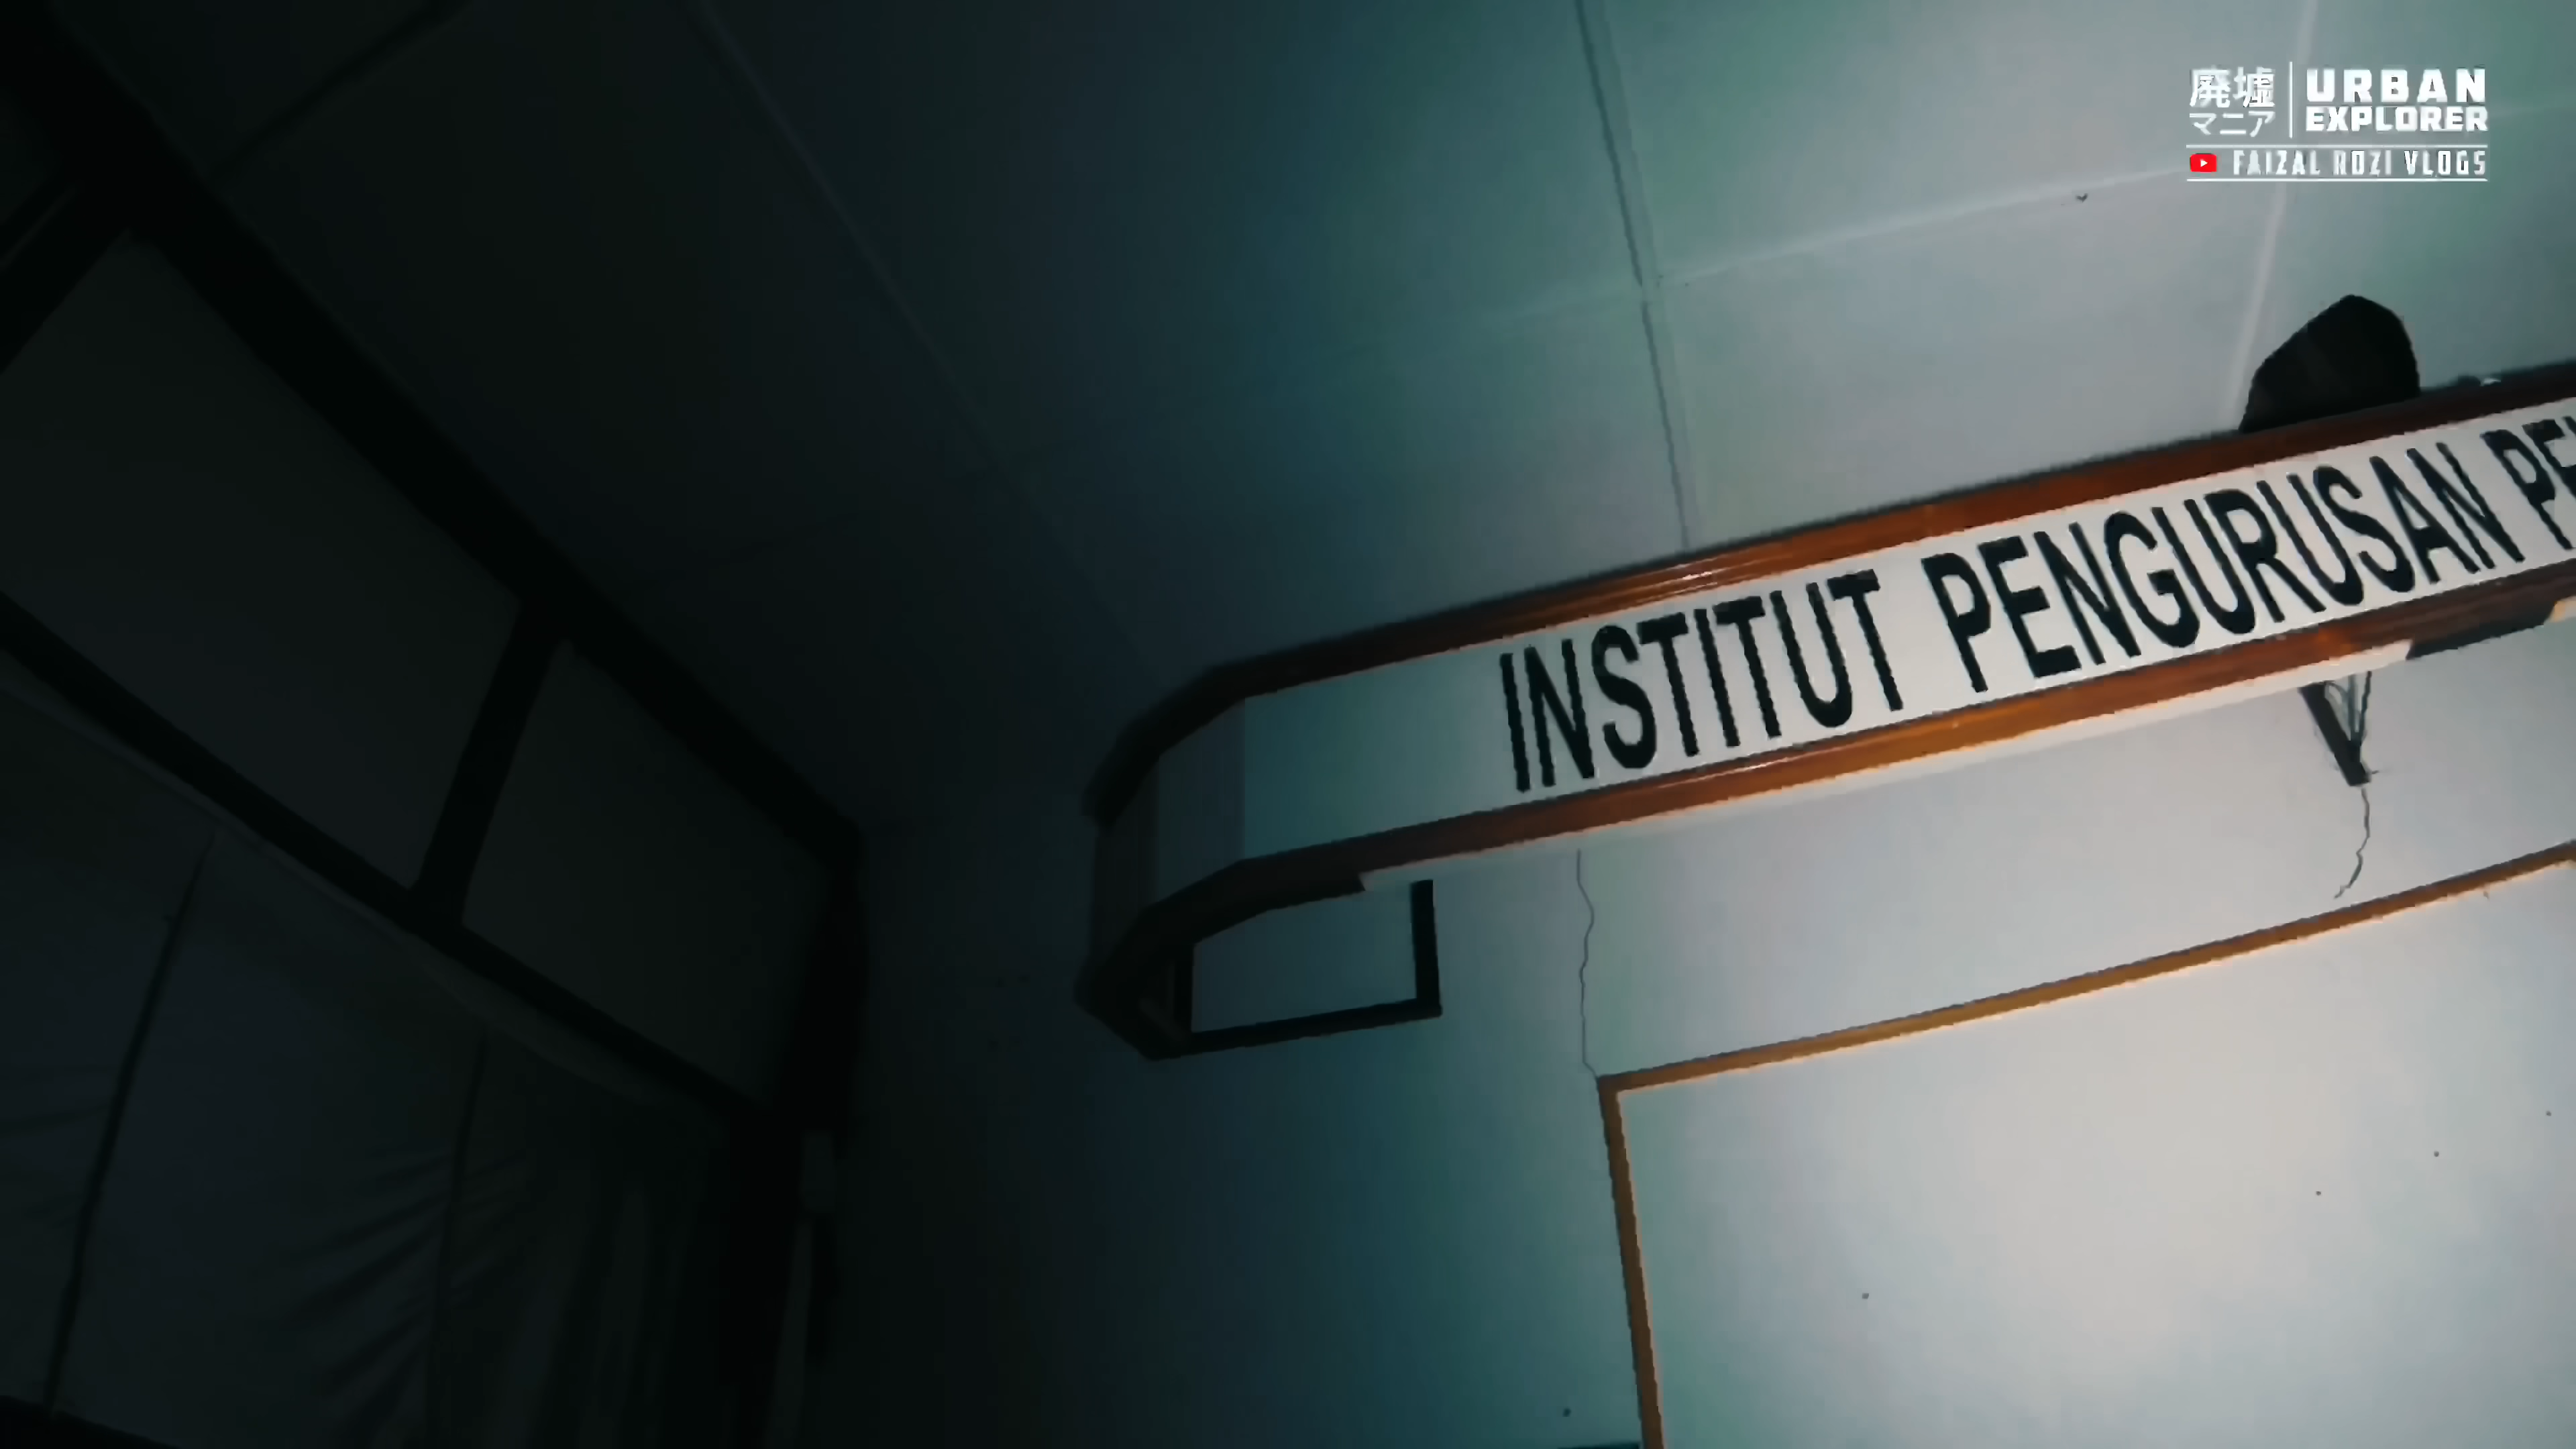 廃墟
マニア
URBAN
EXPLORER
FAIZAL ROZI VLOGS
INSTITUT PENGURUSAN